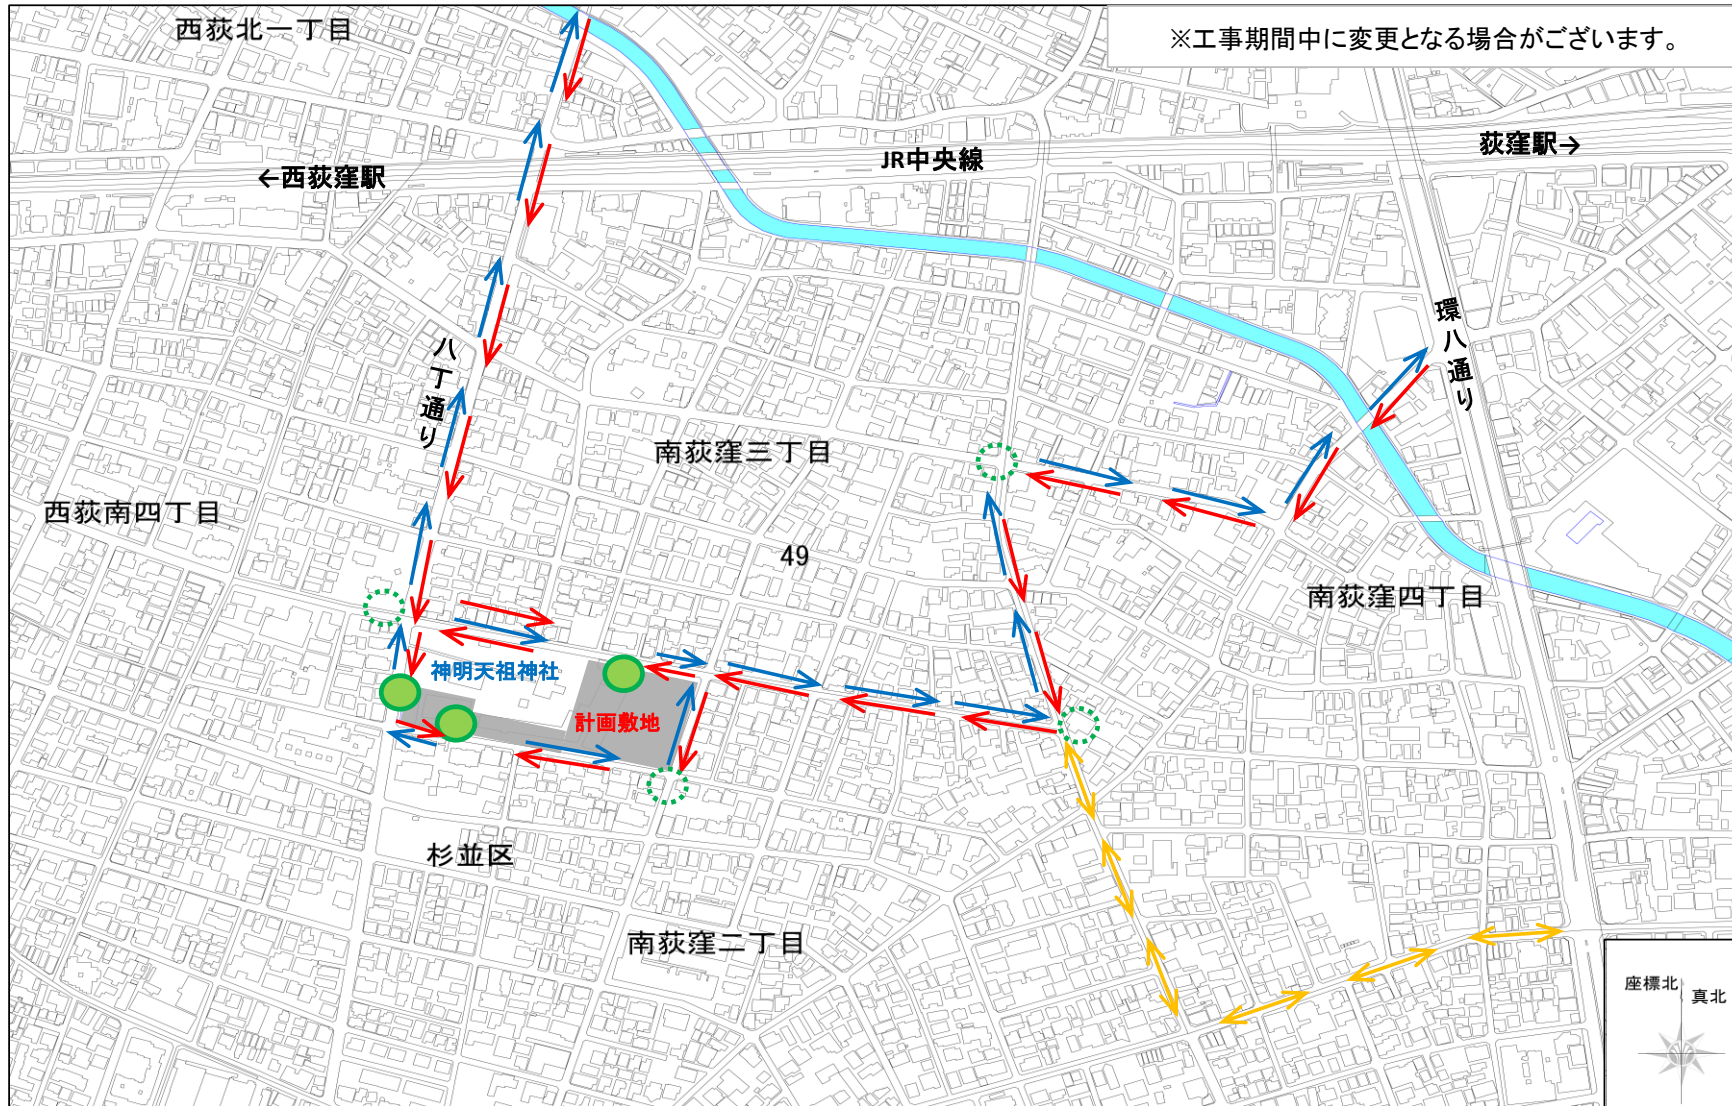 西荻北一丁目
※工事期間中に変更となる場合がございます。
←西荻窪駅
JR中央線
荻窪駅→
八丁通り
環八通り
南荻窪三丁目
西荻南四丁目
49
南荻窪四丁目
神明天祖神社
計画敷地
杉並区
南荻窪二丁目
座標北
真北